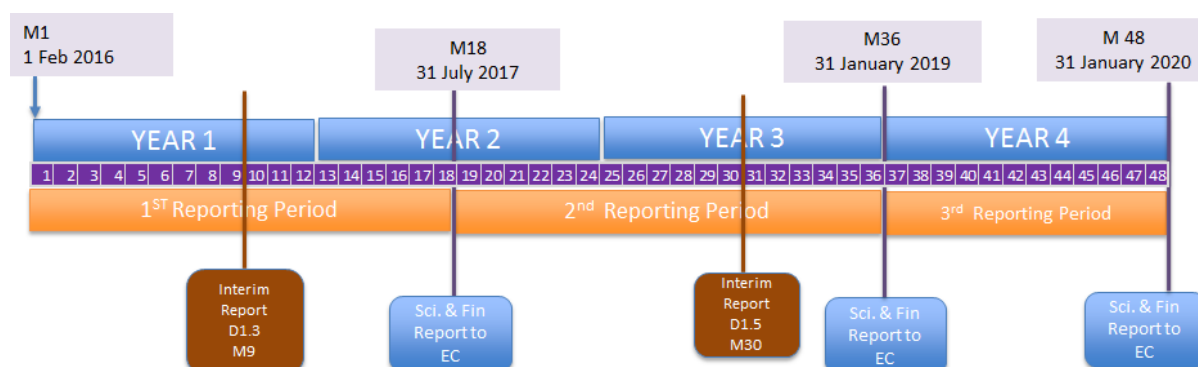 M1
1 Feb 2016
M18
31 July 2017
M36
31 January 2019
M 48
31 January 2020
YEAR 1
YEAR 2
YEAR 3
YEAR 4
1 2 3 4 5 6 7 8 9 10 11 12 13 14 15 16 17 18 19 20 21 22 23 24 25 26 27 28 29 30 31 32 33 34 35 36 37 38 39 40 41 42 43 44 45 46 47 48
1ST Reporting Period
2nd Reporting Period
3rd Reporting Period
Interim
Report
D1.3
M9
Sci. & Fin
Report to
EC
Interim
Report
D1.5
M30
Sci. & Fin
Report to
EC
Sci. & Fin
Report to
EC